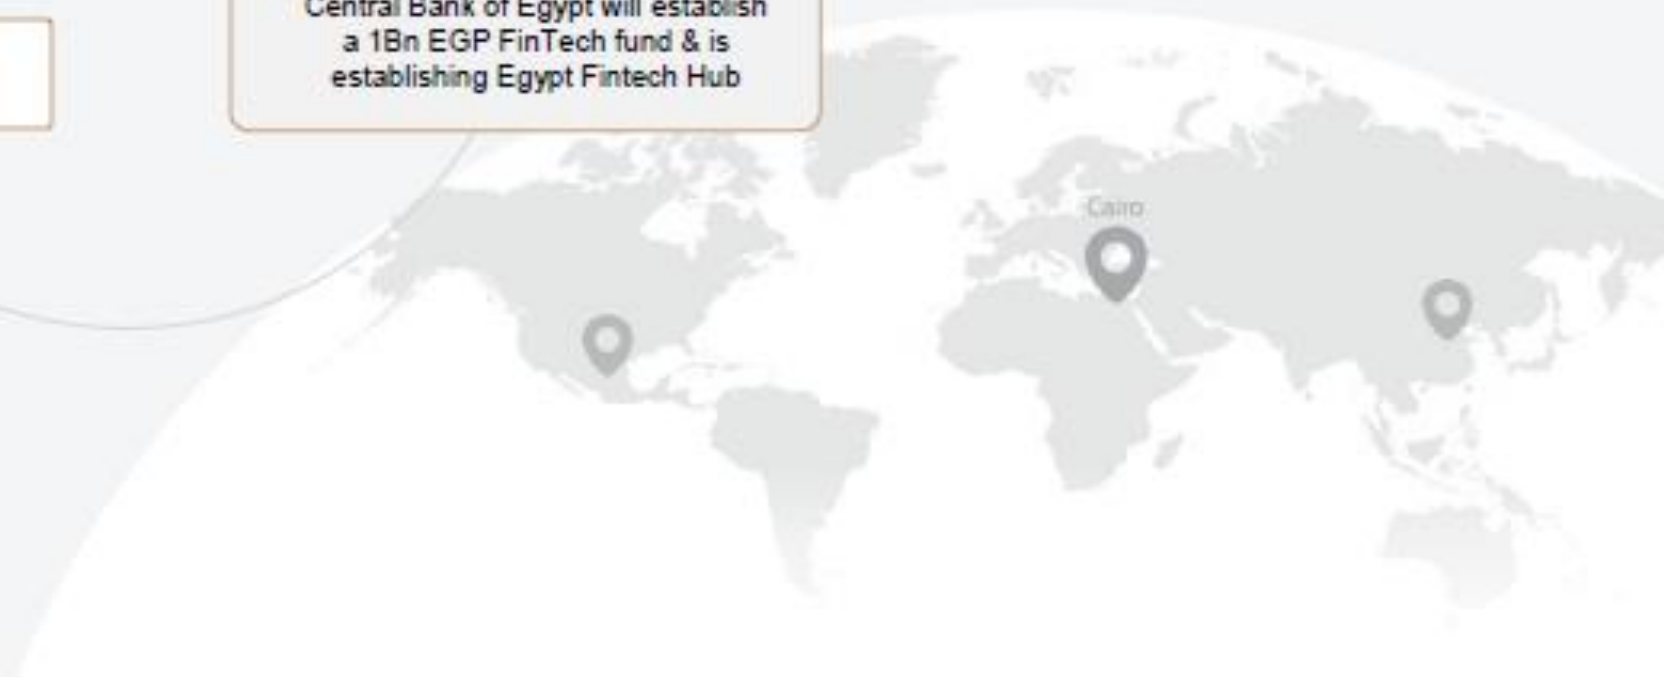 Central Bank of Egypt will establish
a 1Bn EGP FinTech fund & is
establishing Egypt Fintech Hub
Cairo